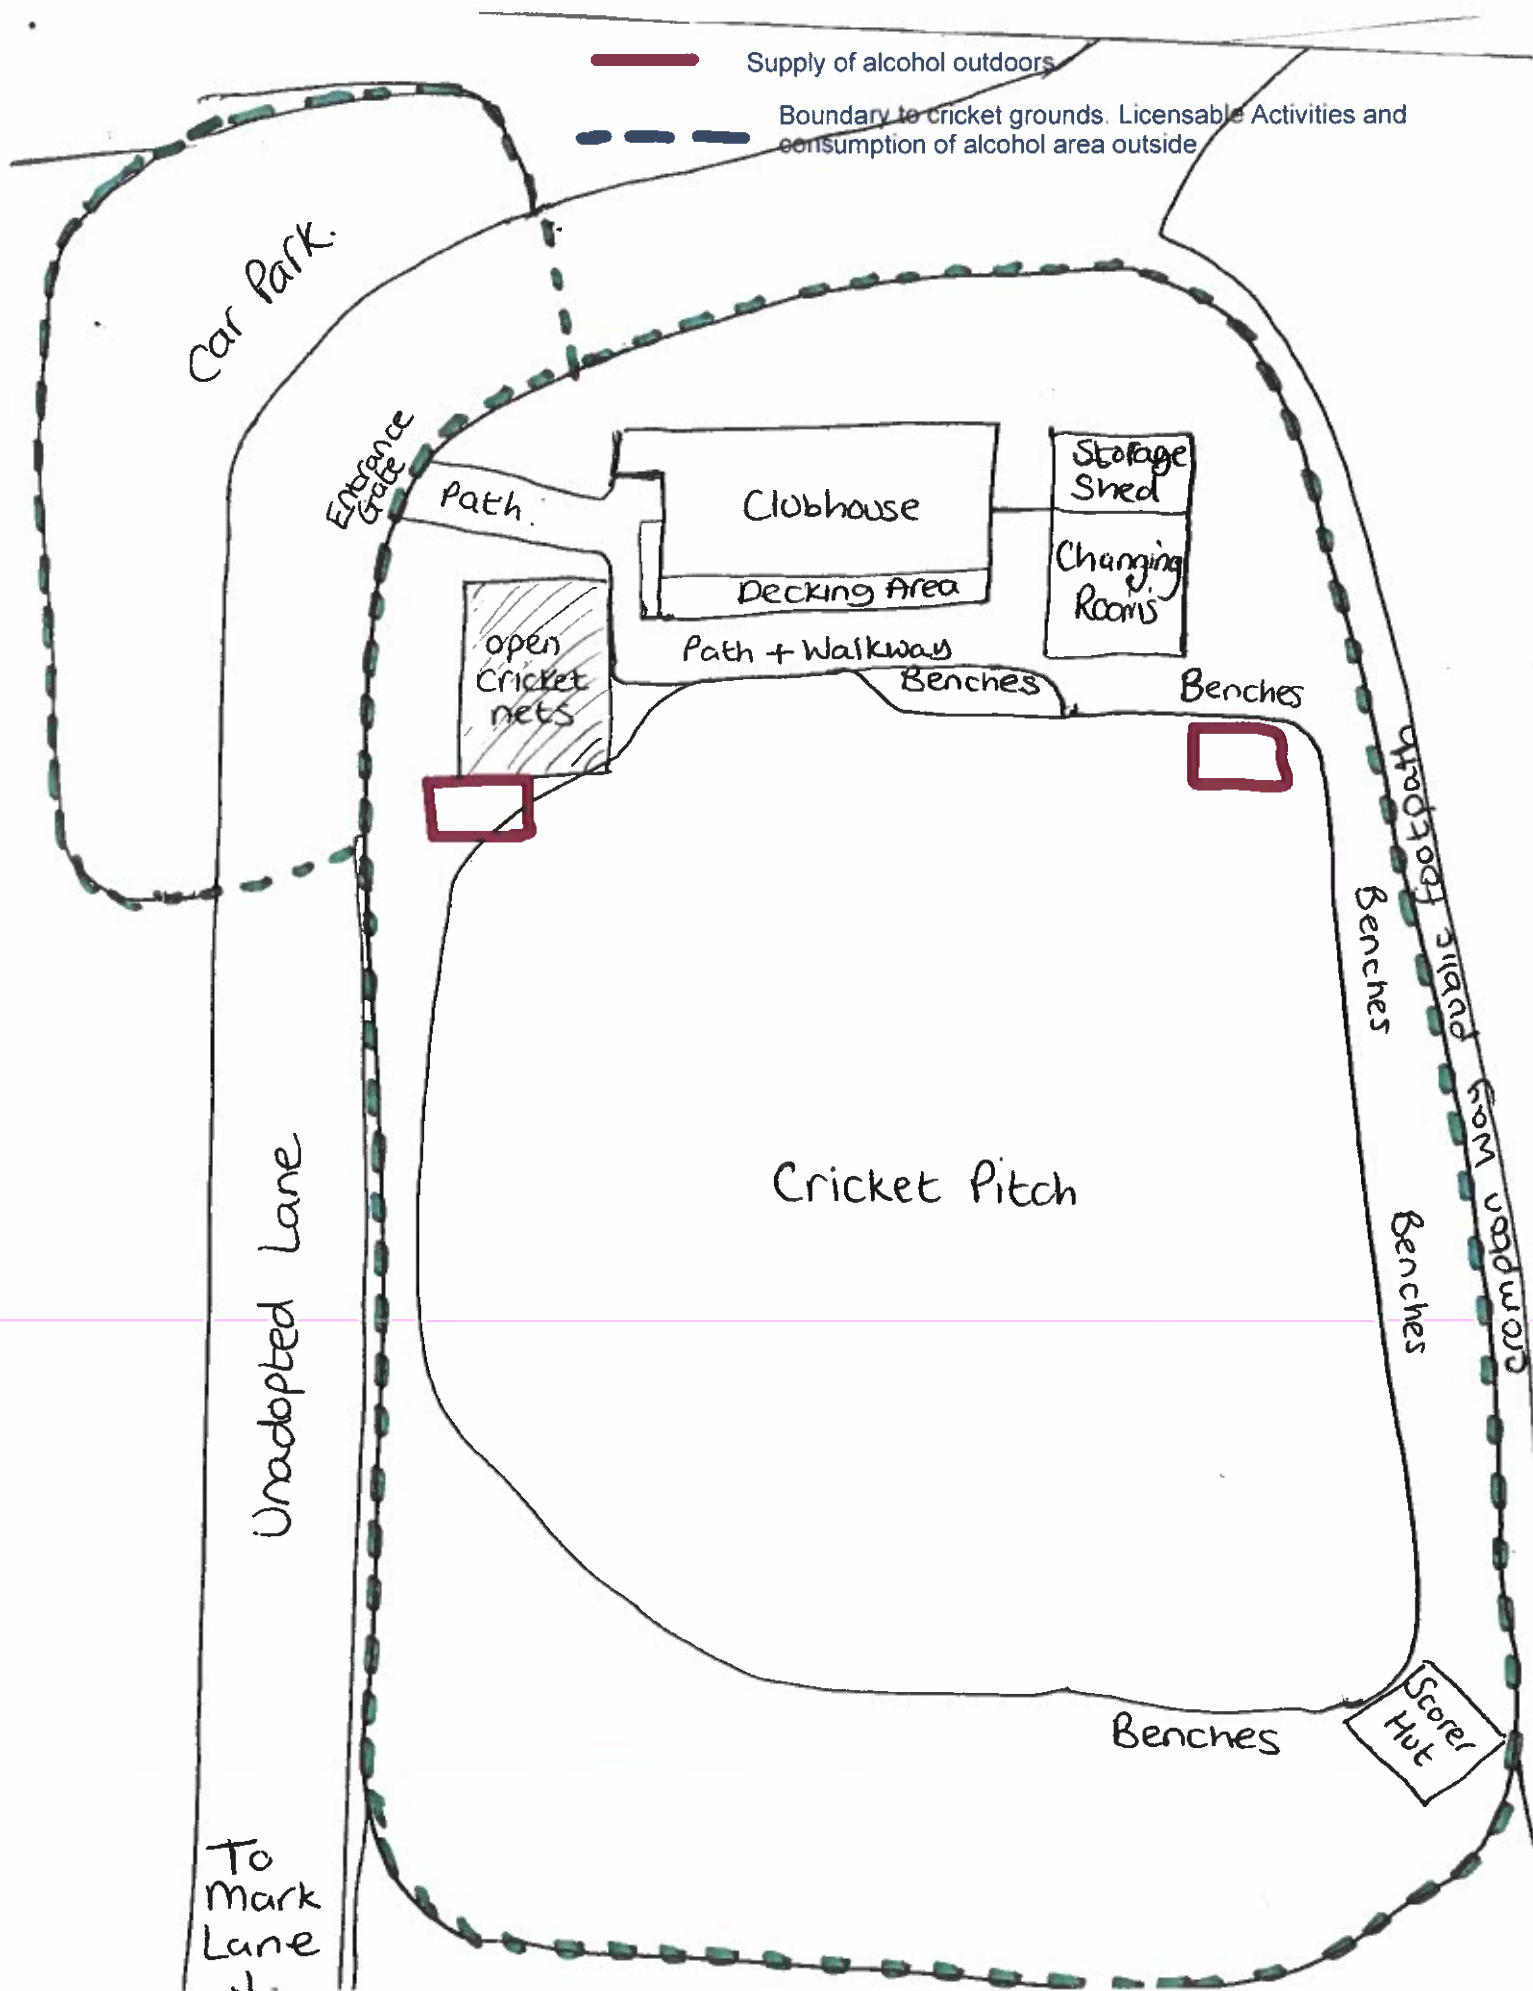 Supply of alcohol outdoors
Boundary to cricket grounds. Licensable Activities and
consumption of alcohol area outside
Car Park.
Entrance
Gate
Path.
Clubhouse
Storage
Shed
Changing
Rooms
Decking Area
open
Cricket
nets
Path + Walkway
Benches
Benches
Benches
Public Footpath
from
Way
Cricket Pitch
Benches
Unadopted Lane
Benches
Scorer
Hut
To
Mark
Lane